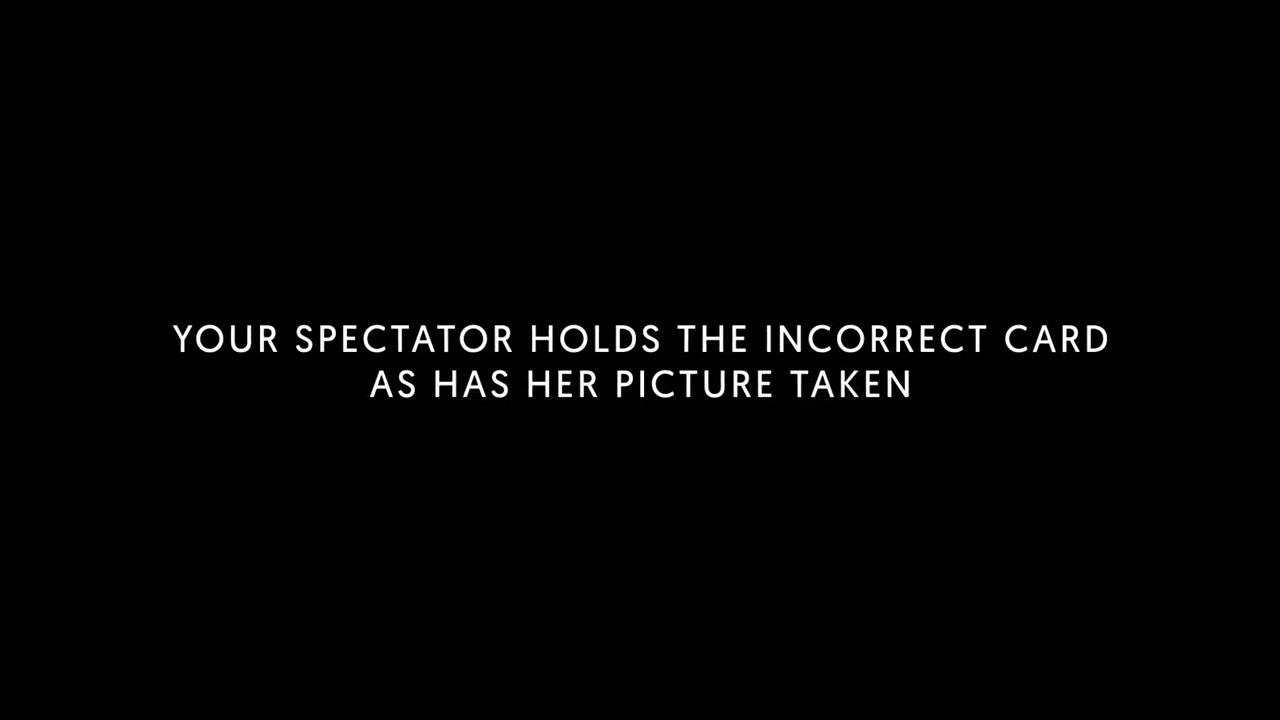 YOUR SPECTATOR HOLDS THE INCORRECT CARD
AS HAS HER PICTURE TAKEN